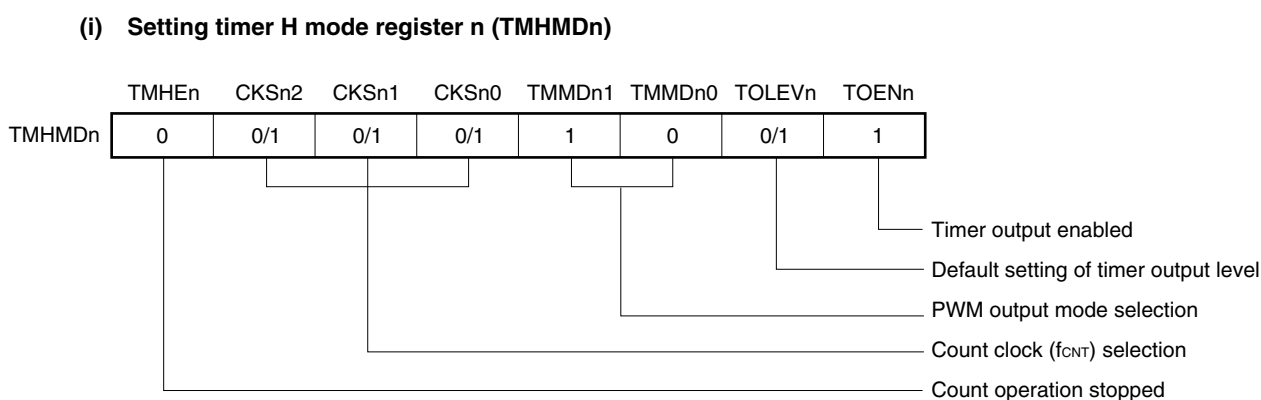 (i) Setting timer H mode register n (TMHMDn)
TMHEn CKSn2 CKSn1 CKSn0 TMMDn1 TMMDn0 TOLEVn TOENn
TMHMDn 0 0/1 0/1 0/1 1 0 0/1 1
Timer output enabled
Default setting of timer output level
PWM output mode selection
Count clock (fCNT) selection
Count operation stopped